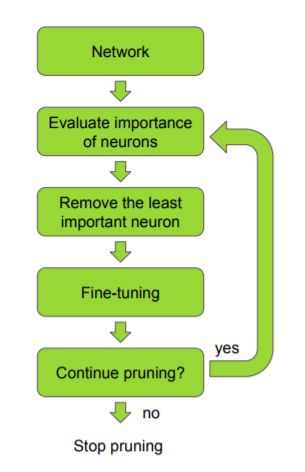 Network
Evaluate importance
of neurons
Remove the least
important neuron
Fine-tuning
yes
Continue pruning?
no
Stop pruning